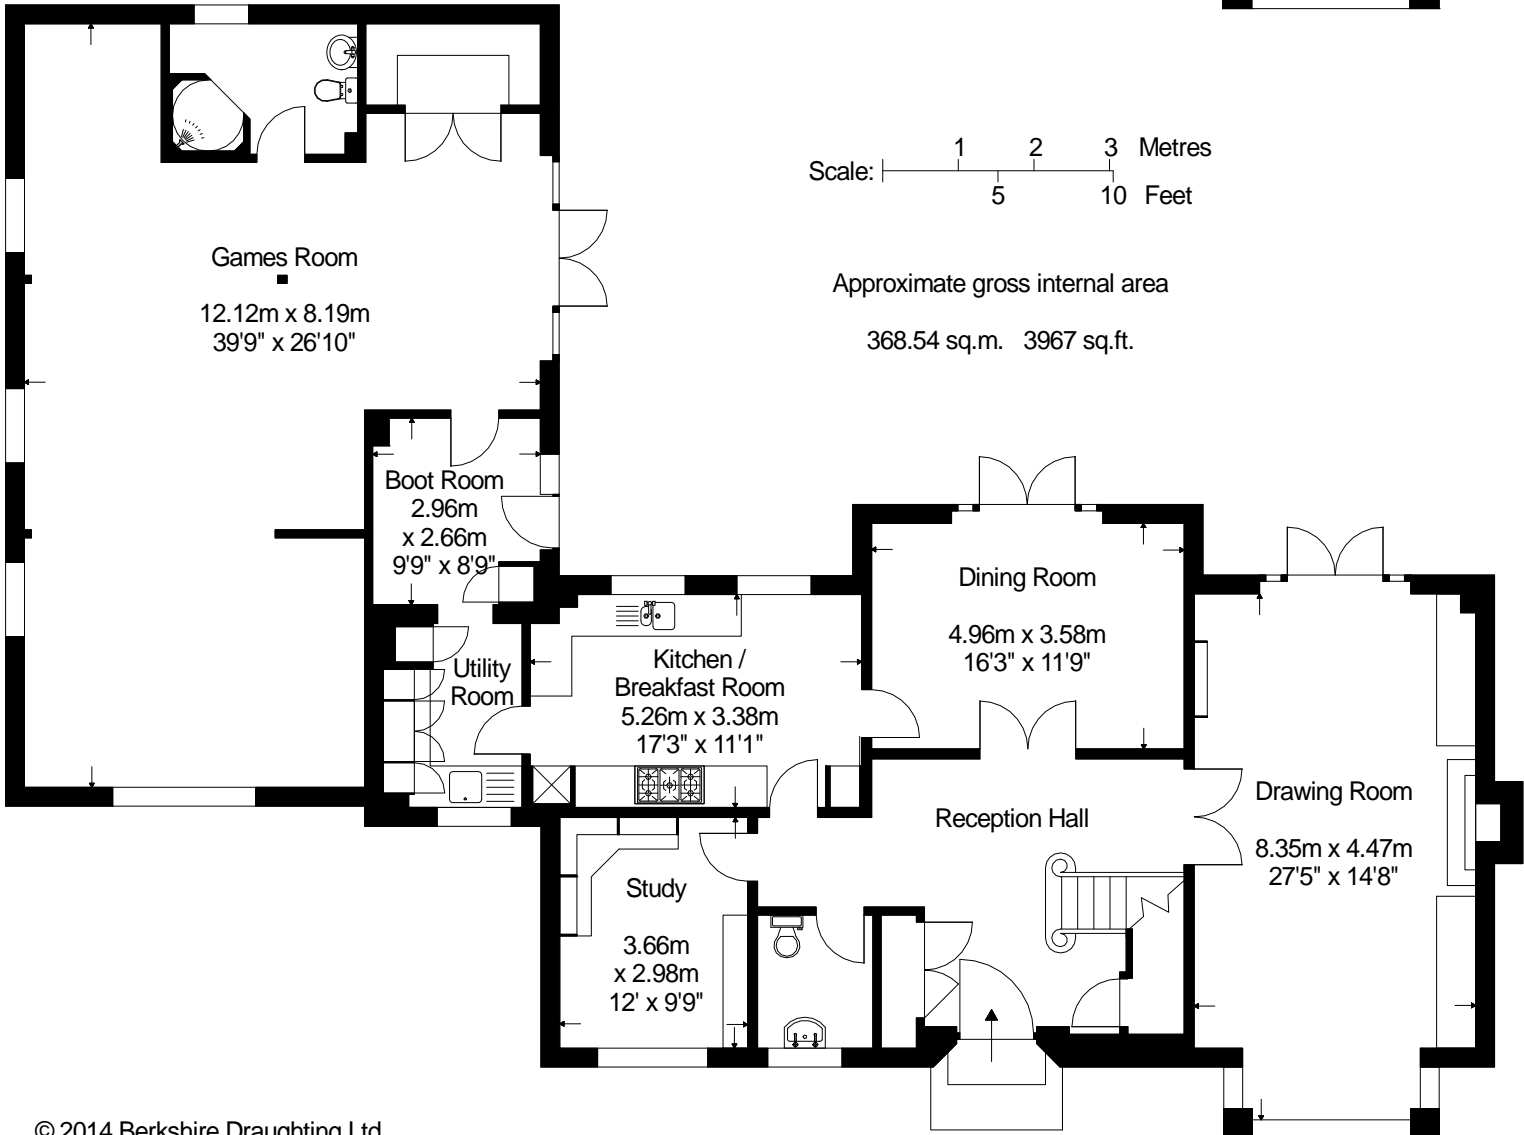 1 2 3 Metres
Scale:
5 10 Feet
Games Room
12.12m x 8.19m
39'9" x 26'10"
Approximate gross internal area
368.54 sq.m. 3967 sq.ft.
Boot Room
2.96m
x 2.66m
9'9" x 8'9"
Utility
Room
Kitchen /
Breakfast Room
5.26m x 3.38m
17'3" x 11'1"
Dining Room
4.96m x 3.58m
16'3" x 11'9"
Reception Hall
Drawing Room
8.35m x 4.47m
27'5" x 14'8"
Study
3.66m
x 2.98m
12' x 9'9"
© 2014 Berkshire Draughting Ltd